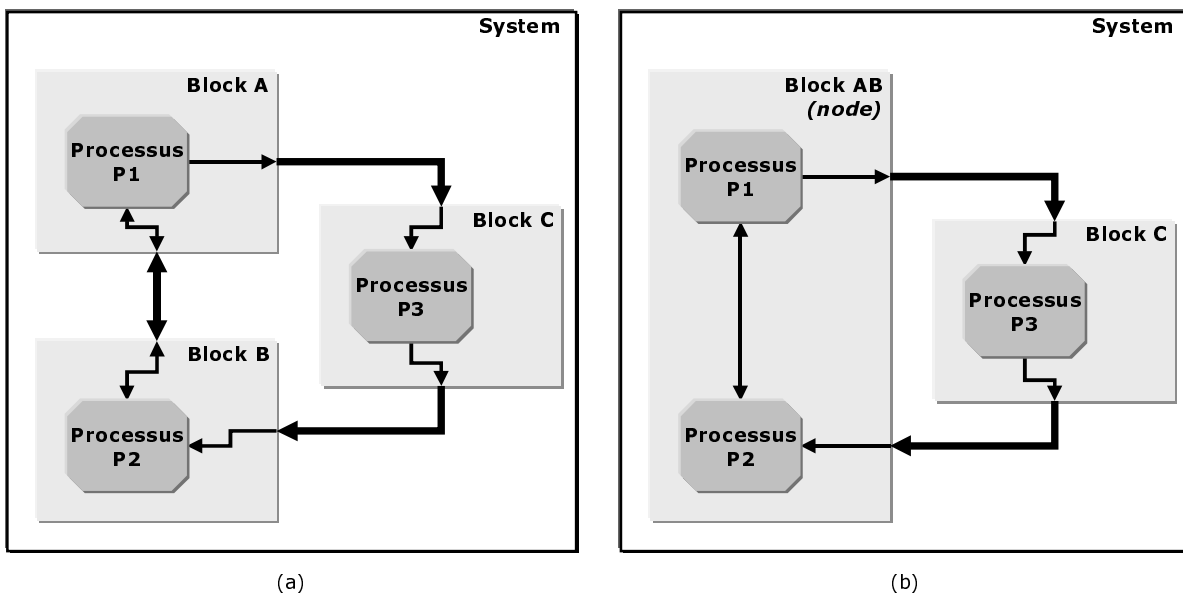 System
Block A
Processus
P1
Block C
Processus
P3
Block B
Processus
P2
(a)
System
Block AB
(node)
Processus
P1
Block C
Processus
P3
Processus
P2
(b)